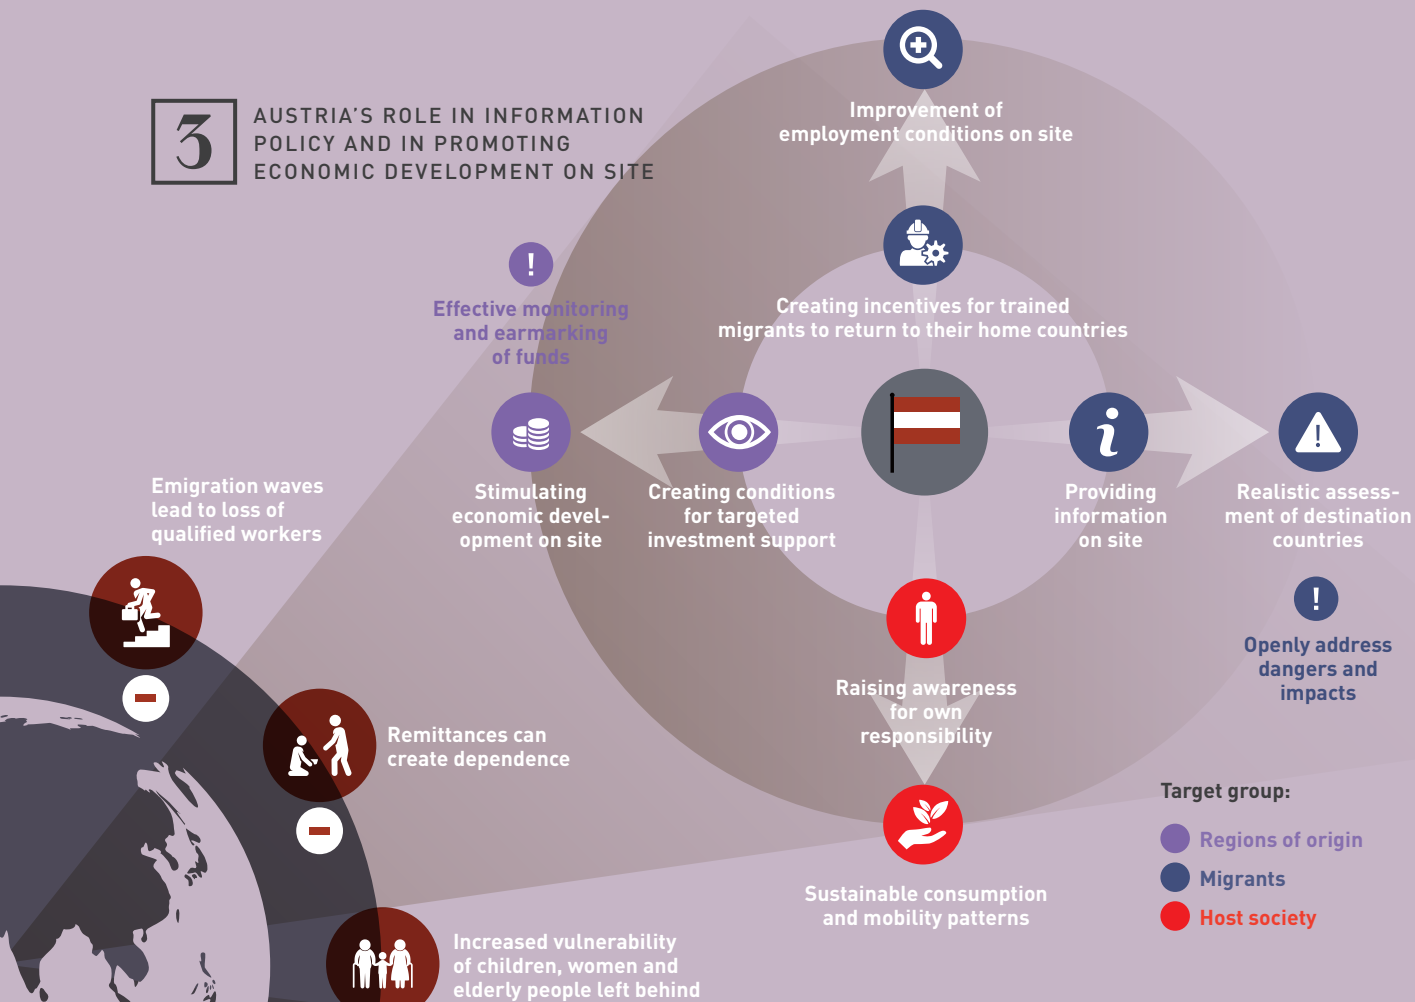 3
AUSTRIA'S ROLE IN INFORMATION
POLICY AND IN PROMOTING
ECONOMIC DEVELOPMENT ON SITE
Improvement of
employment conditions on site
Creating incentives for trained
migrants to return to their home countries
!
Effective monitoring
and earmarking
of funds
Stimulating
economic devel-
opment on site
Creating conditions
for targeted
investment support
i
Providing
information
on site
!
Realistic assess-
ment of destination
countries
!
Openly address
dangers and
impacts
Raising awareness
for own
responsibility
Sustainable consumption
and mobility patterns
Emigration waves
lead to loss of
qualified workers
Remittances can
create dependence
Increased vulnerability
of children, women and
elderly people left behind
Target group:
Regions of origin
Migrants
Host society